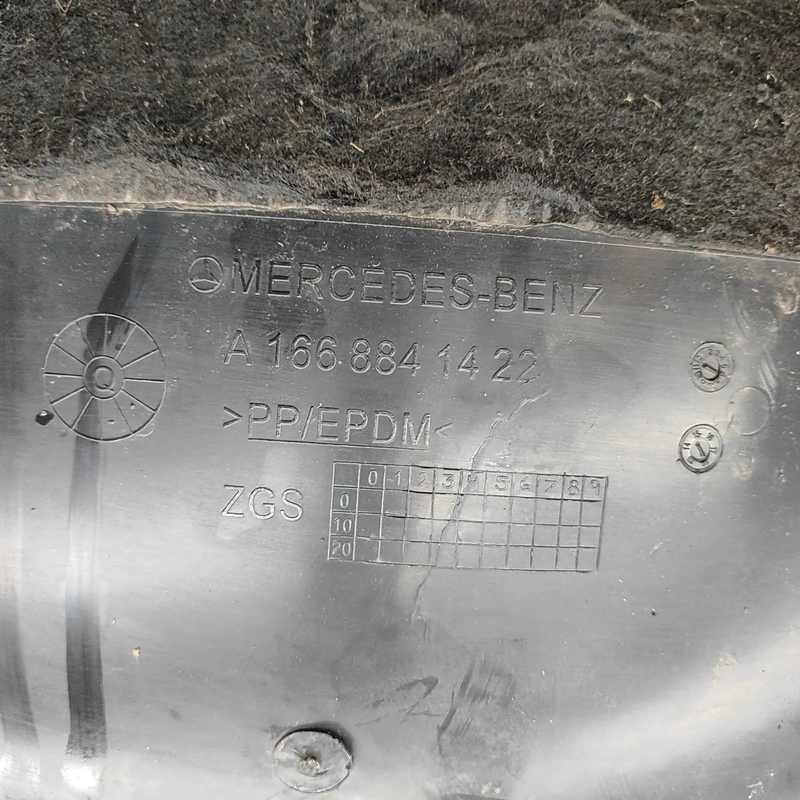 MERCEDES-BENZ
A 166 884 14 22
Q
>PP/EPDM<
ZGS
0 1 2 3 4 5 6 7 8 9
0
10
20